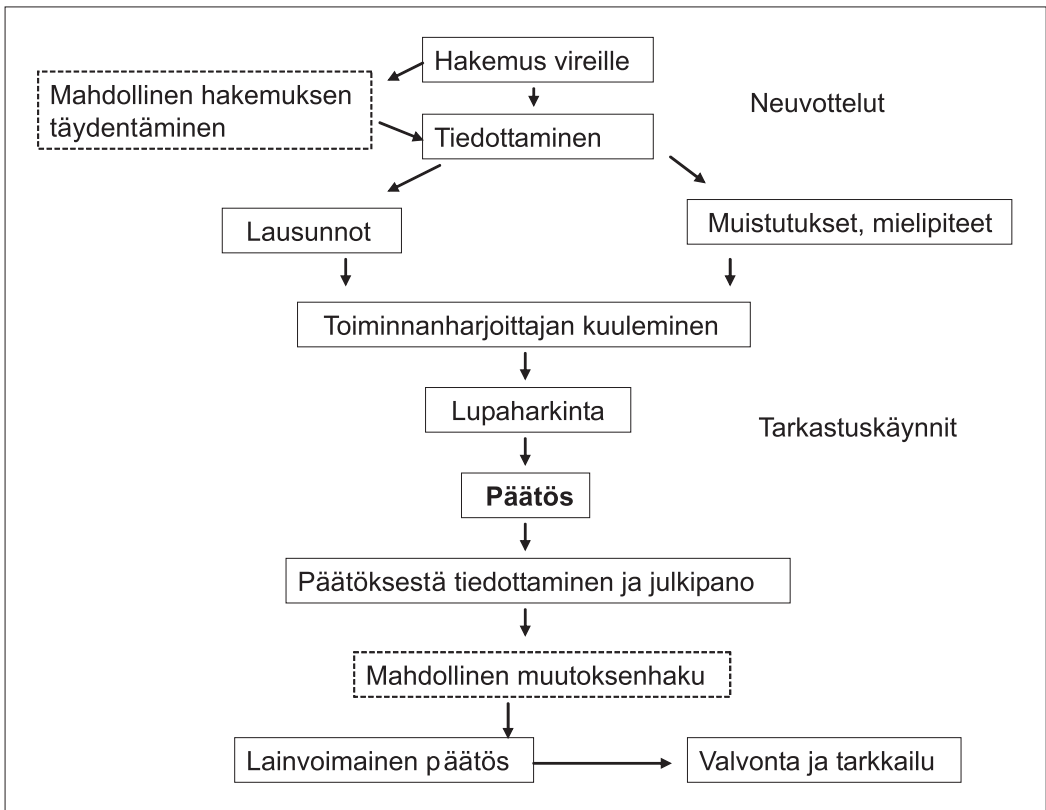 Hakemus vireille
Mahdollinen hakemuksen
täydentäminen
Neuvottelut
Tiedottaminen
Lausunnot
Muistutukset, mielipiteet
Toiminnanharjoittajan kuuleminen
Lupaharkinta
Tarkastuskäynnit
Päätös
Päätöksestä tiedottaminen ja julkipano
Mahdollinen muutoksenhaku
Lainvoimainen päätös
Valvonta ja tarkkailu